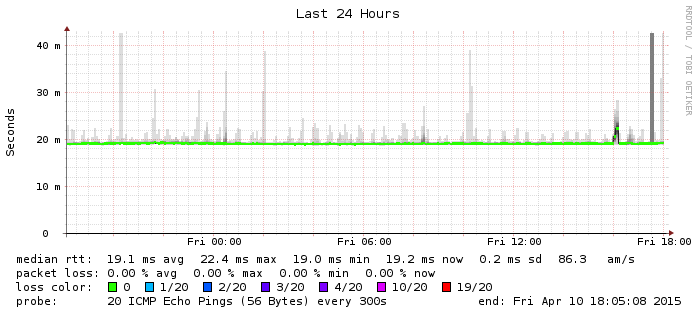 Last 24 Hours
RRDTOOL / TOBI OETIKER
Seconds
40 m
30 m
20 m
10 m
0
Fri 00:00 Fri 06:00 Fri 12:00 Fri 18:00
median rtt: 19.1 ms avg 22.4 ms max 19.0 ms min 19.2 ms now 0.2 ms sd 86.3 am/s
packet loss: 0.00 % avg 0.00 % max 0.00 % min 0.00 % now
loss color: 0 1/20 2/20 3/20 4/20 10/20 19/20
probe: 20 ICMP Echo Pings (56 Bytes) every 300s end: Fri Apr 10 18:05:08 2015